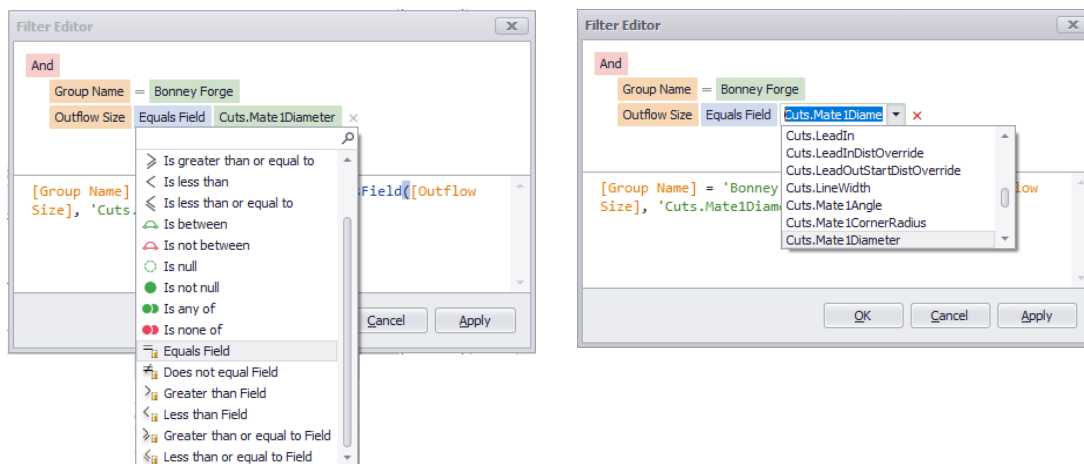 Filter Editor
x
And
Group Name = Bonney Forge
Outflow Size Equals Field Cuts.Mate1Diameter ×
Is greater than or equal to
Is less than
Is less than or equal to
Is between
Is not between
Is null
Is not null
Is any of
Is none of
Equals Field
Does not equal Field
Greater than Field
Less than Field
Greater than or equal to Field
Less than or equal to Field
[Group Name] sField([Outflow
Size], 'Cuts.
Cancel Apply
Filter Editor
x
And
Group Name = Bonney Forge
Outflow Size Equals Field Cuts.Mate1Diame ×
Cuts.LeadIn
Cuts.LeadInDistOverride
Cuts.LeadOutStartDistOverride
Cuts.LineWidth
Cuts.Mate1Angle
Cuts.Mate1CornerRadius
Cuts.Mate1Diameter
[Group Name] = 'Bonney low
Size], 'Cuts.Mate1Diam
OK Cancel Apply